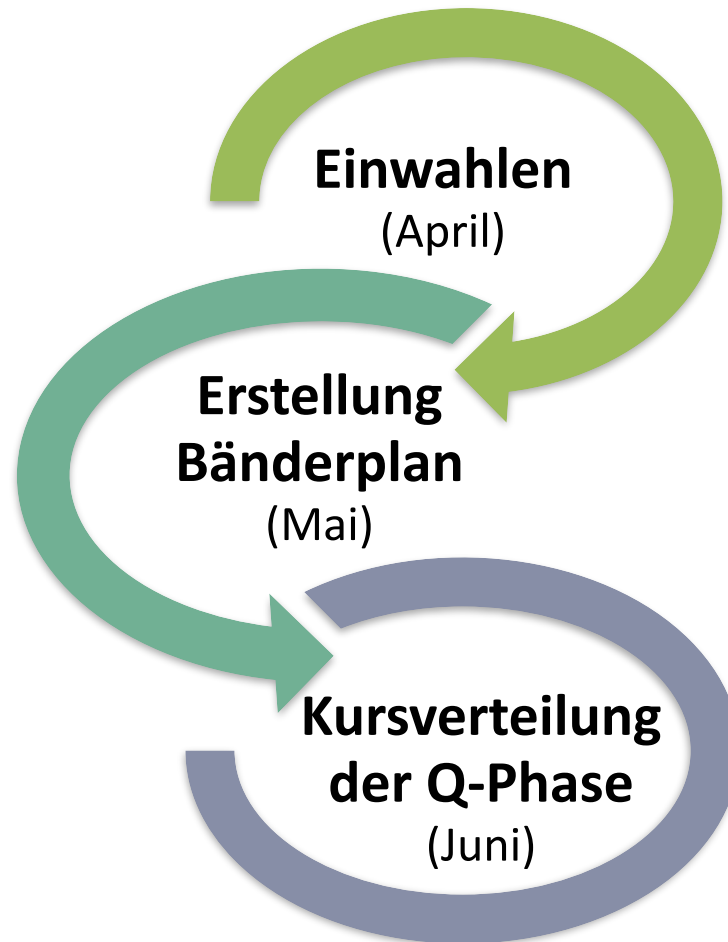 Einwahlen
(April)
Erstellung
Bänderplan
(Mai)
Kursverteilung
der Q-Phase
(Juni)